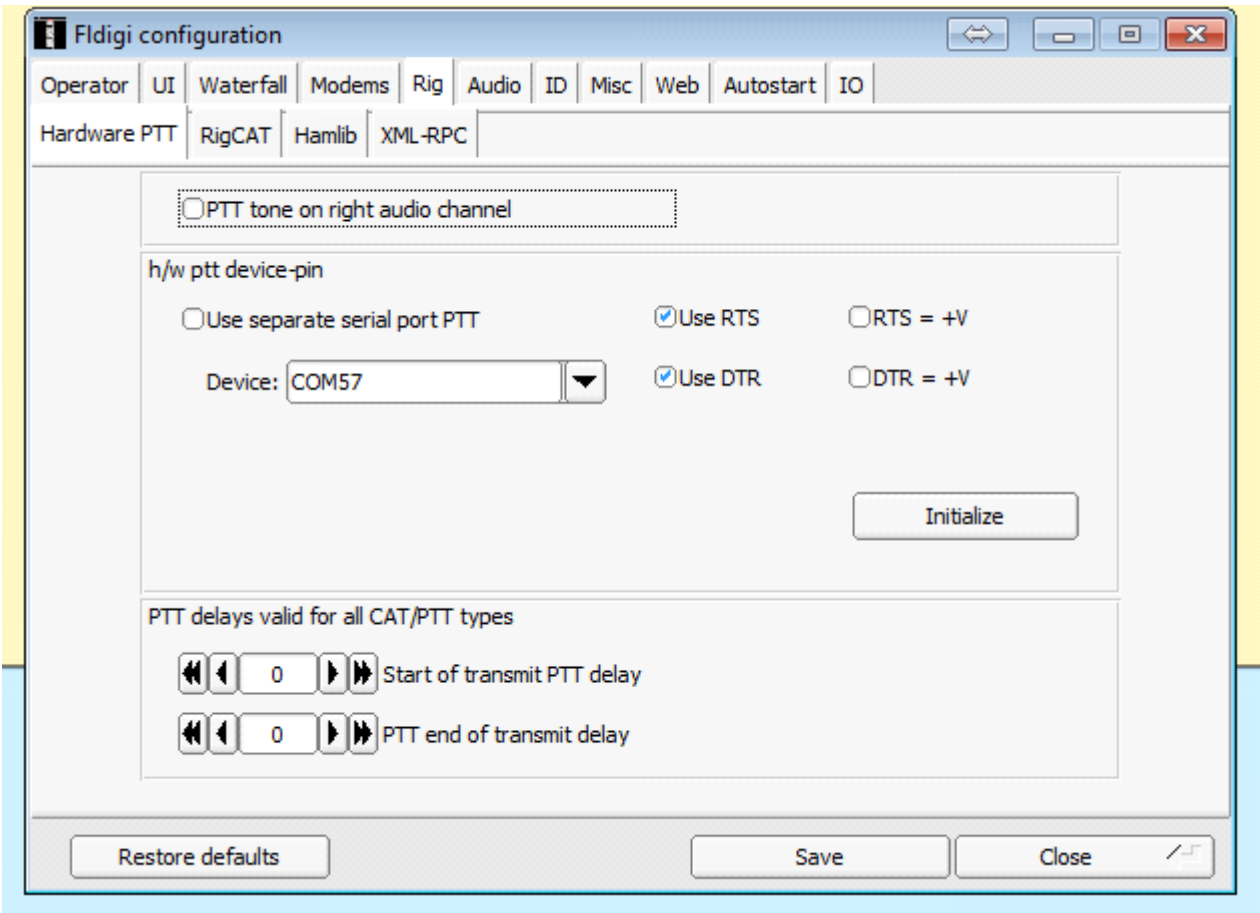 Fldigi configuration
Operator UI Waterfall Modems Rig Audio ID Misc Web Autostart IO
Hardware PTT RigCAT Hamlib XML-RPC
PTT tone on right audio channel
h/w ptt device-pin
Use separate serial port PTT Use RTS RTS = +V
Device: COM57 Use DTR DTR = +V
Initialize
PTT delays valid for all CAT/PTT types
0 Start of transmit PTT delay
0 PTT end of transmit delay
Restore defaults Save Close